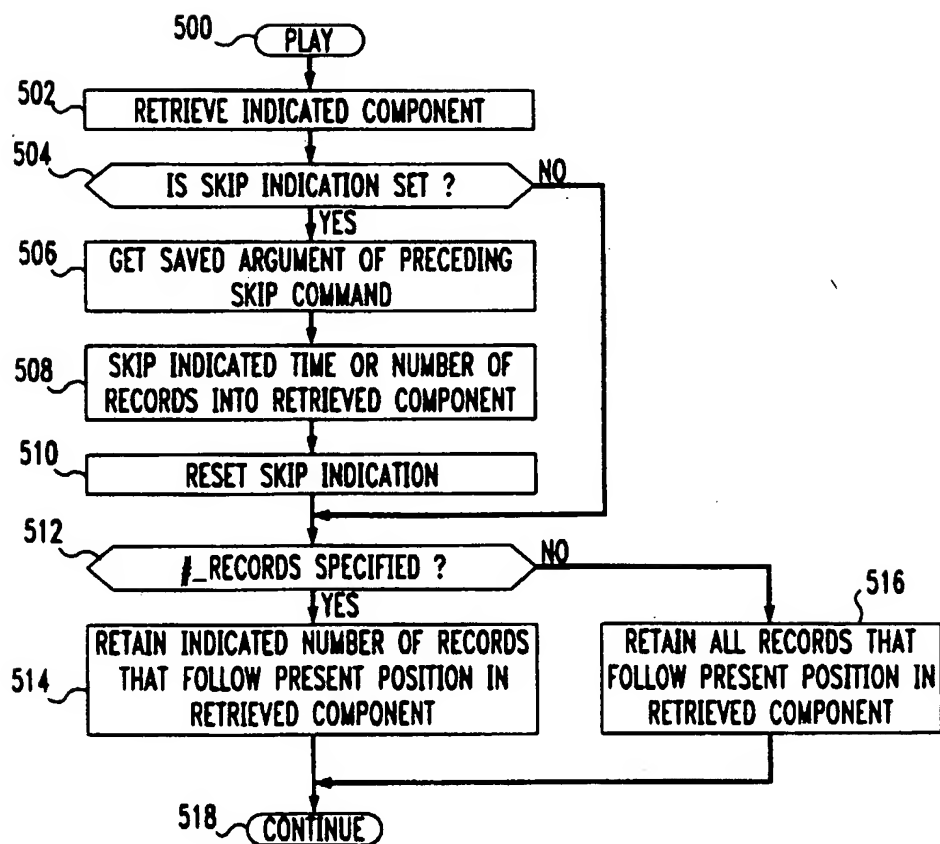 500
PLAY
502
RETRIEVE INDICATED COMPONENT
504
IS SKIP INDICATION SET ?
NO
YES
506
GET SAVED ARGUMENT OF PRECEDING
SKIP COMMAND
508
SKIP INDICATED TIME OR NUMBER OF
RECORDS INTO RETRIEVED COMPONENT
510
RESET SKIP INDICATION
512
#_RECORDS SPECIFIED ?
NO
YES
514
RETAIN INDICATED NUMBER OF RECORDS
THAT FOLLOW PRESENT POSITION IN
RETRIEVED COMPONENT
516
RETAIN ALL RECORDS THAT
FOLLOW PRESENT POSITION IN
RETRIEVED COMPONENT
518
CONTINUE